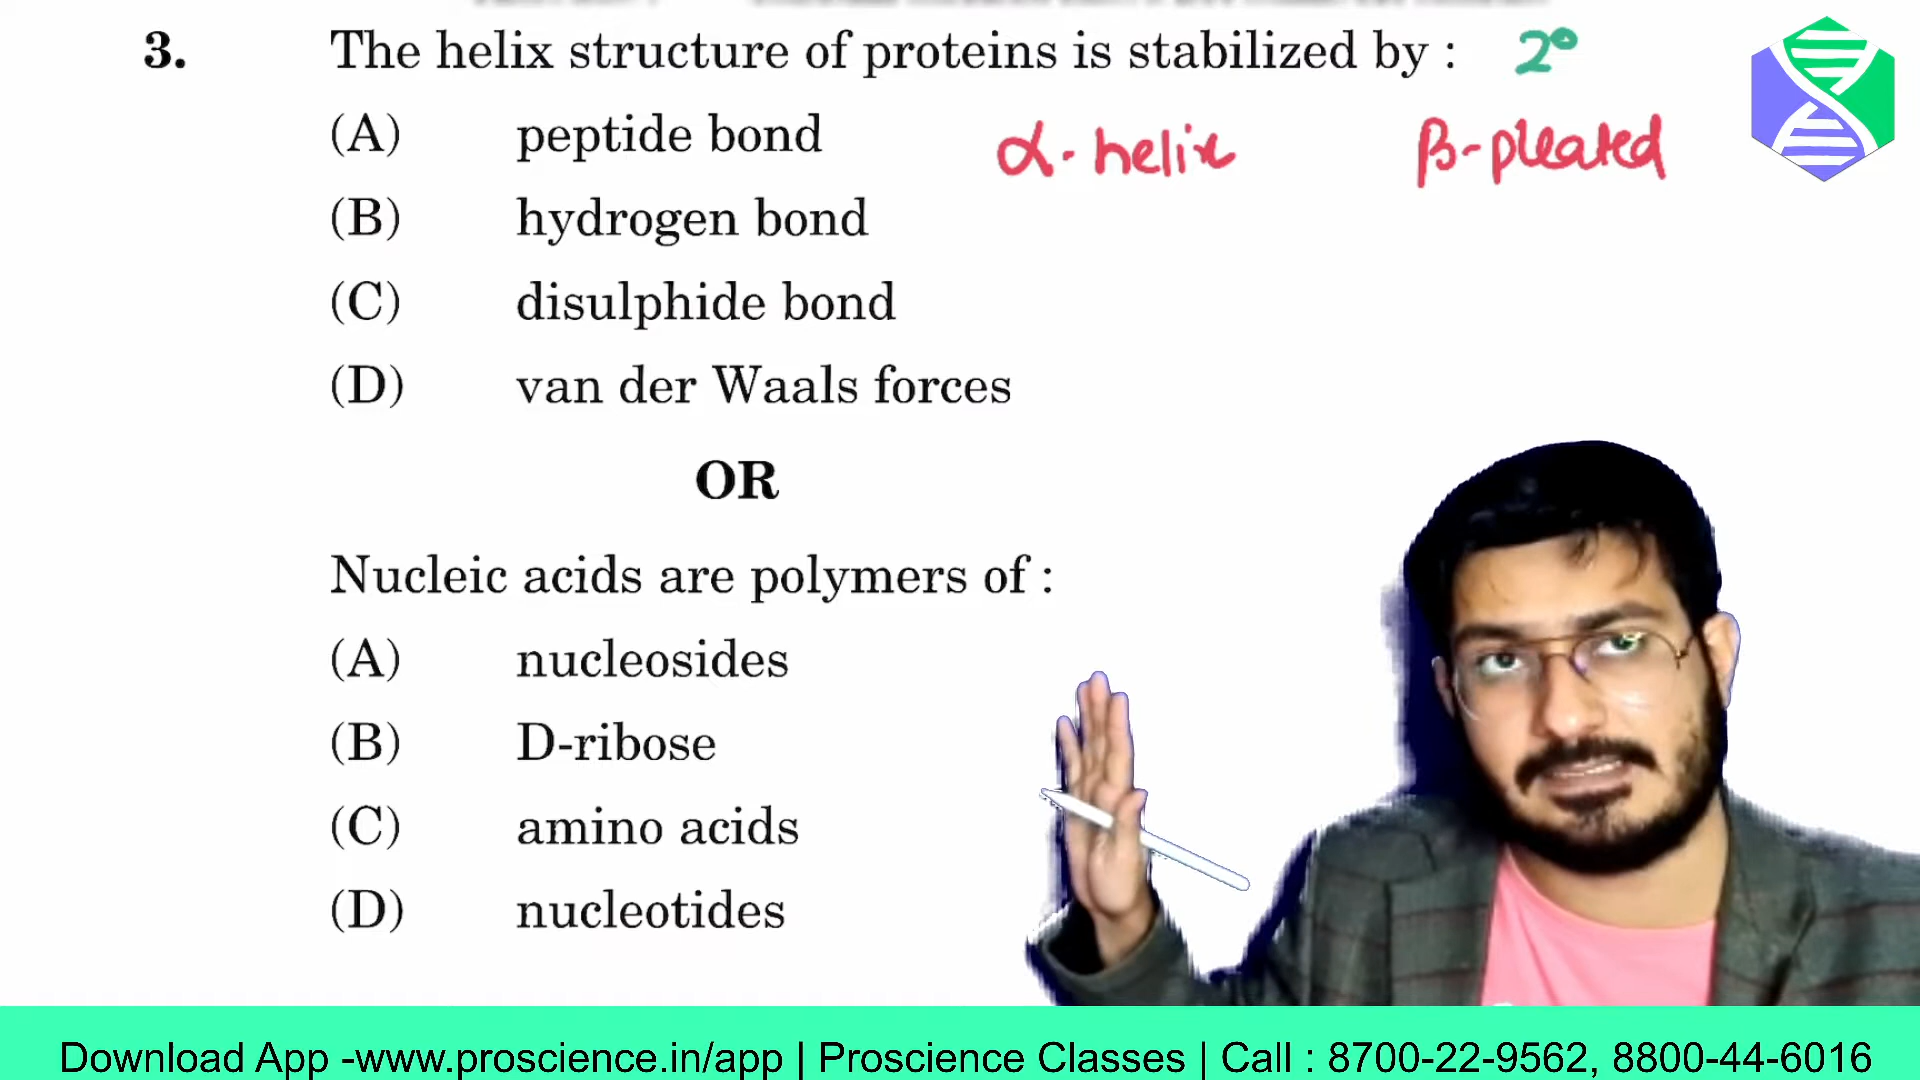 3. The helix structure of proteins is stabilized by : 2°
(A) peptide bond α-helix β-pleated
(B) hydrogen bond
(C) disulphide bond
(D) van der Waals forces
OR
Nucleic acids are polymers of :
(A) nucleosides
(B) D-ribose
(C) amino acids
(D) nucleotides
Download App -www.proscience.in/app | Proscience Classes | Call : 8700-22-9562, 8800-44-6016